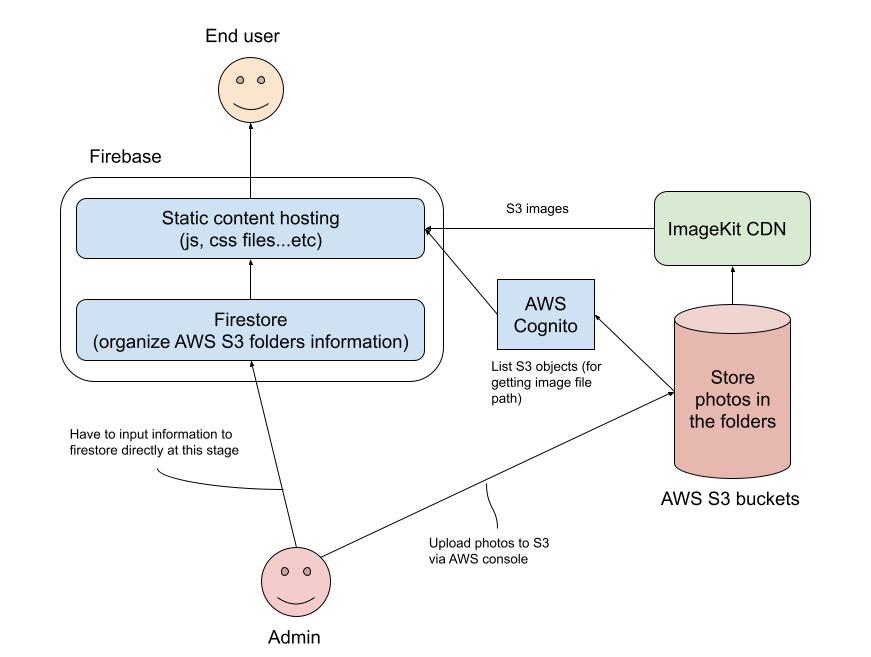 End user
Firebase
Static content hosting
(js, css files...etc)
S3 images
ImageKit CDN
AWS
Cognito
Firestore
(organize AWS S3 folders information)
List S3 objects (for
getting image file
path)
Store
photos in
the folders
AWS S3 buckets
Have to input information to
firestore directly at this stage
Upload photos to S3
via AWS console
Admin